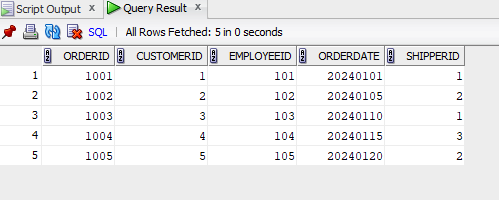 Script Output x Query Result x
SQL All Rows Fetched: 5 in 0 seconds
ORDERID CUSTOMERID EMPLOYEEID ORDERDATE SHIPPERID
1 1001 1 101 20240101 1
2 1002 2 102 20240105 2
3 1003 3 103 20240110 1
4 1004 4 104 20240115 3
5 1005 5 105 20240120 2